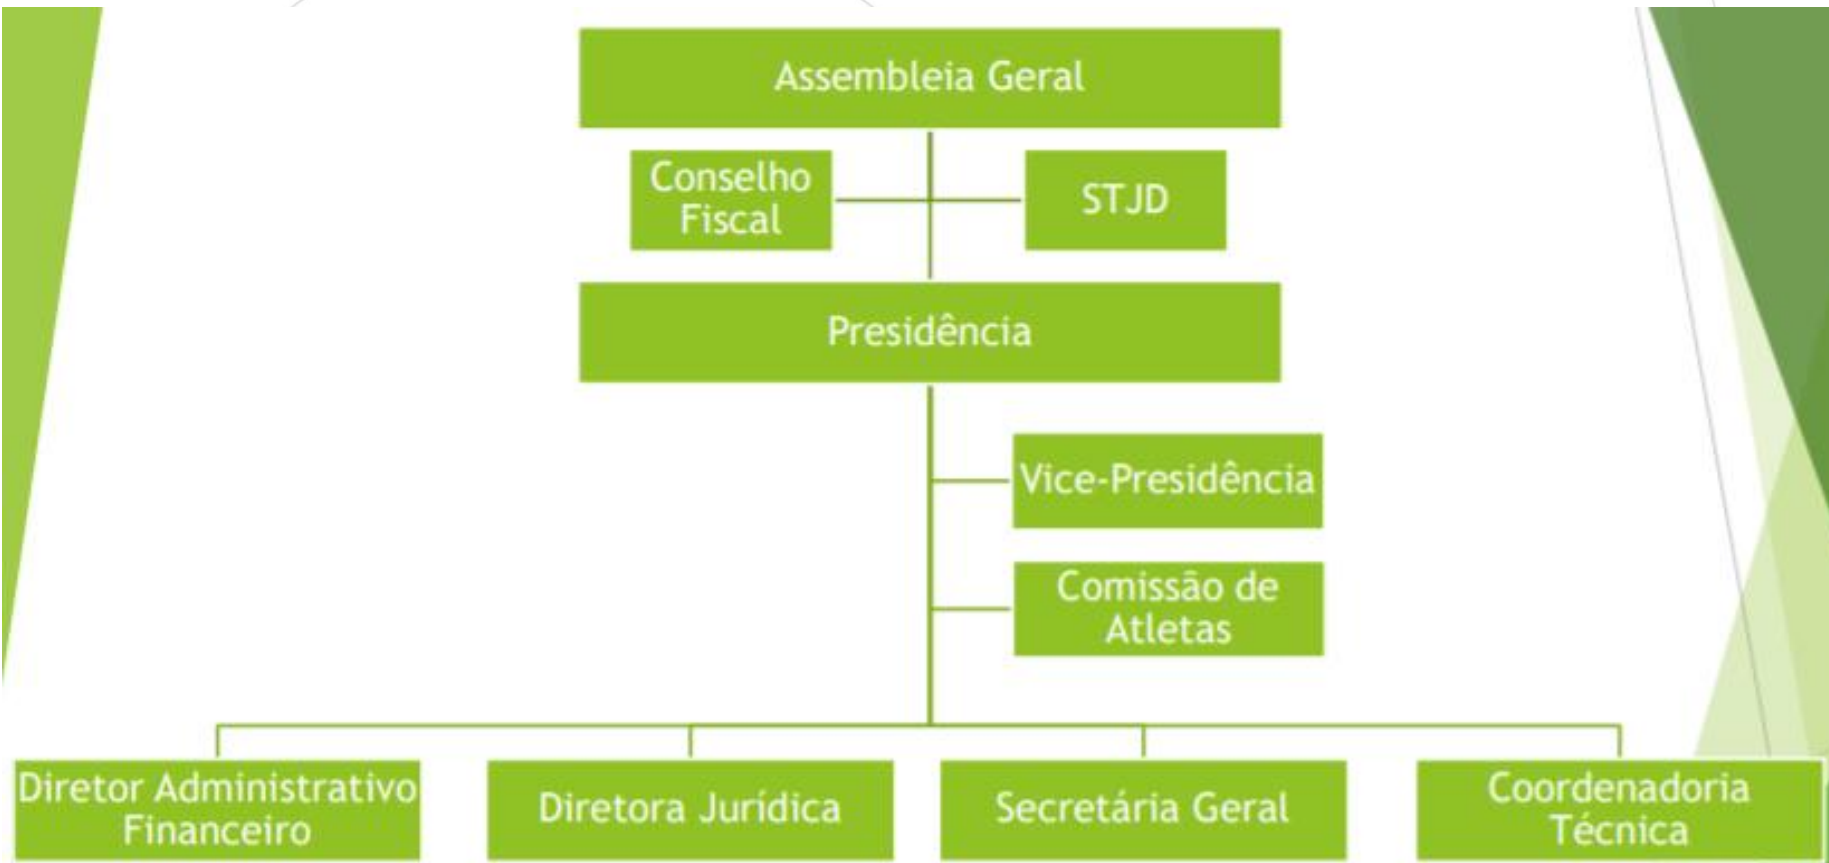 Assembleia Geral
Conselho
Fiscal
STJD
Presidência
Vice-Presidência
Comissão de
Atletas
Diretor Administrativo
Financeiro
Diretora Jurídica
Secretária Geral
Coordenadoria
Técnica